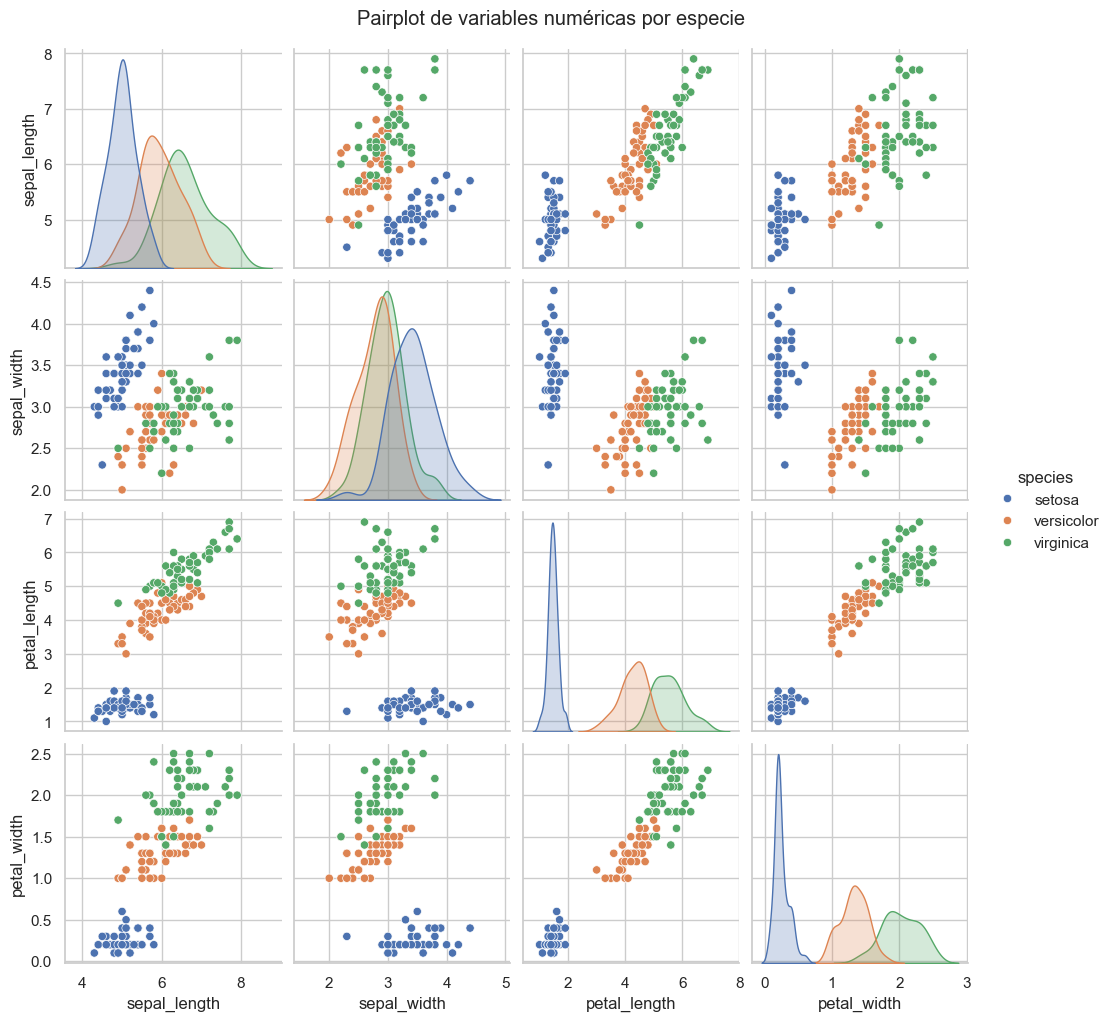 Pairplot de variables numéricas por especie
8
7
6
5
sepal_length
4.5
4.0
3.5
3.0
2.5
2.0
sepal_width
7
6
5
4
3
2
1
petal_length
2.5
2.0
1.5
1.0
0.5
0.0
petal_width
4 6 8
sepal_length
2 3 4 5
sepal_width
2 4 6 8
petal_length
0 1 2 3
petal_width
species
setosa
versicolor
virginica